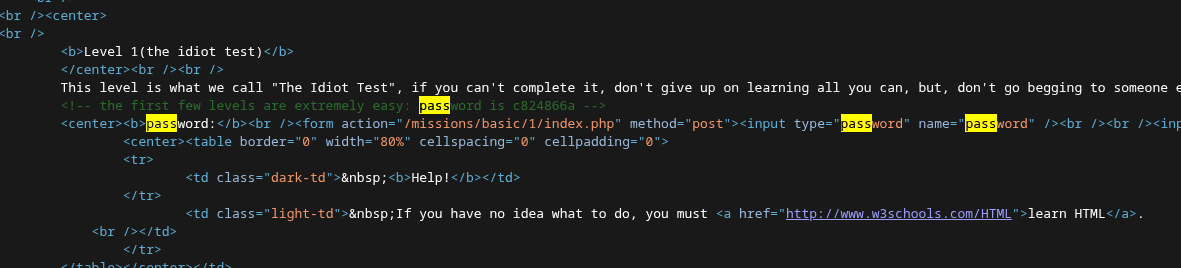 <br /><center>
<br />
<b>Level 1(the idiot test)</b>
</center><br /><br />
This level is what we call "The Idiot Test", if you can't complete it, don't give up on learning all you can, but, don't go begging to someone e
<!-- the first few levels are extremely easy: password is c824866a -->
<center><b>password:</b><br /><form action="/missions/basic/1/index.php" method="post"><input type="password" name="password" /><br /><br /><inp
<center><table border="0" width="80%" cellspacing="0" cellpadding="0">
<tr>
<td class="dark-td">&nbsp;<b>Help!</b></td>
</tr>
<td class="light-td">&nbsp;If you have no idea what to do, you must <a href="http://www.w3schools.com/HTML">learn HTML</a>.
<br /></td>
</tr>
</table></center></td>